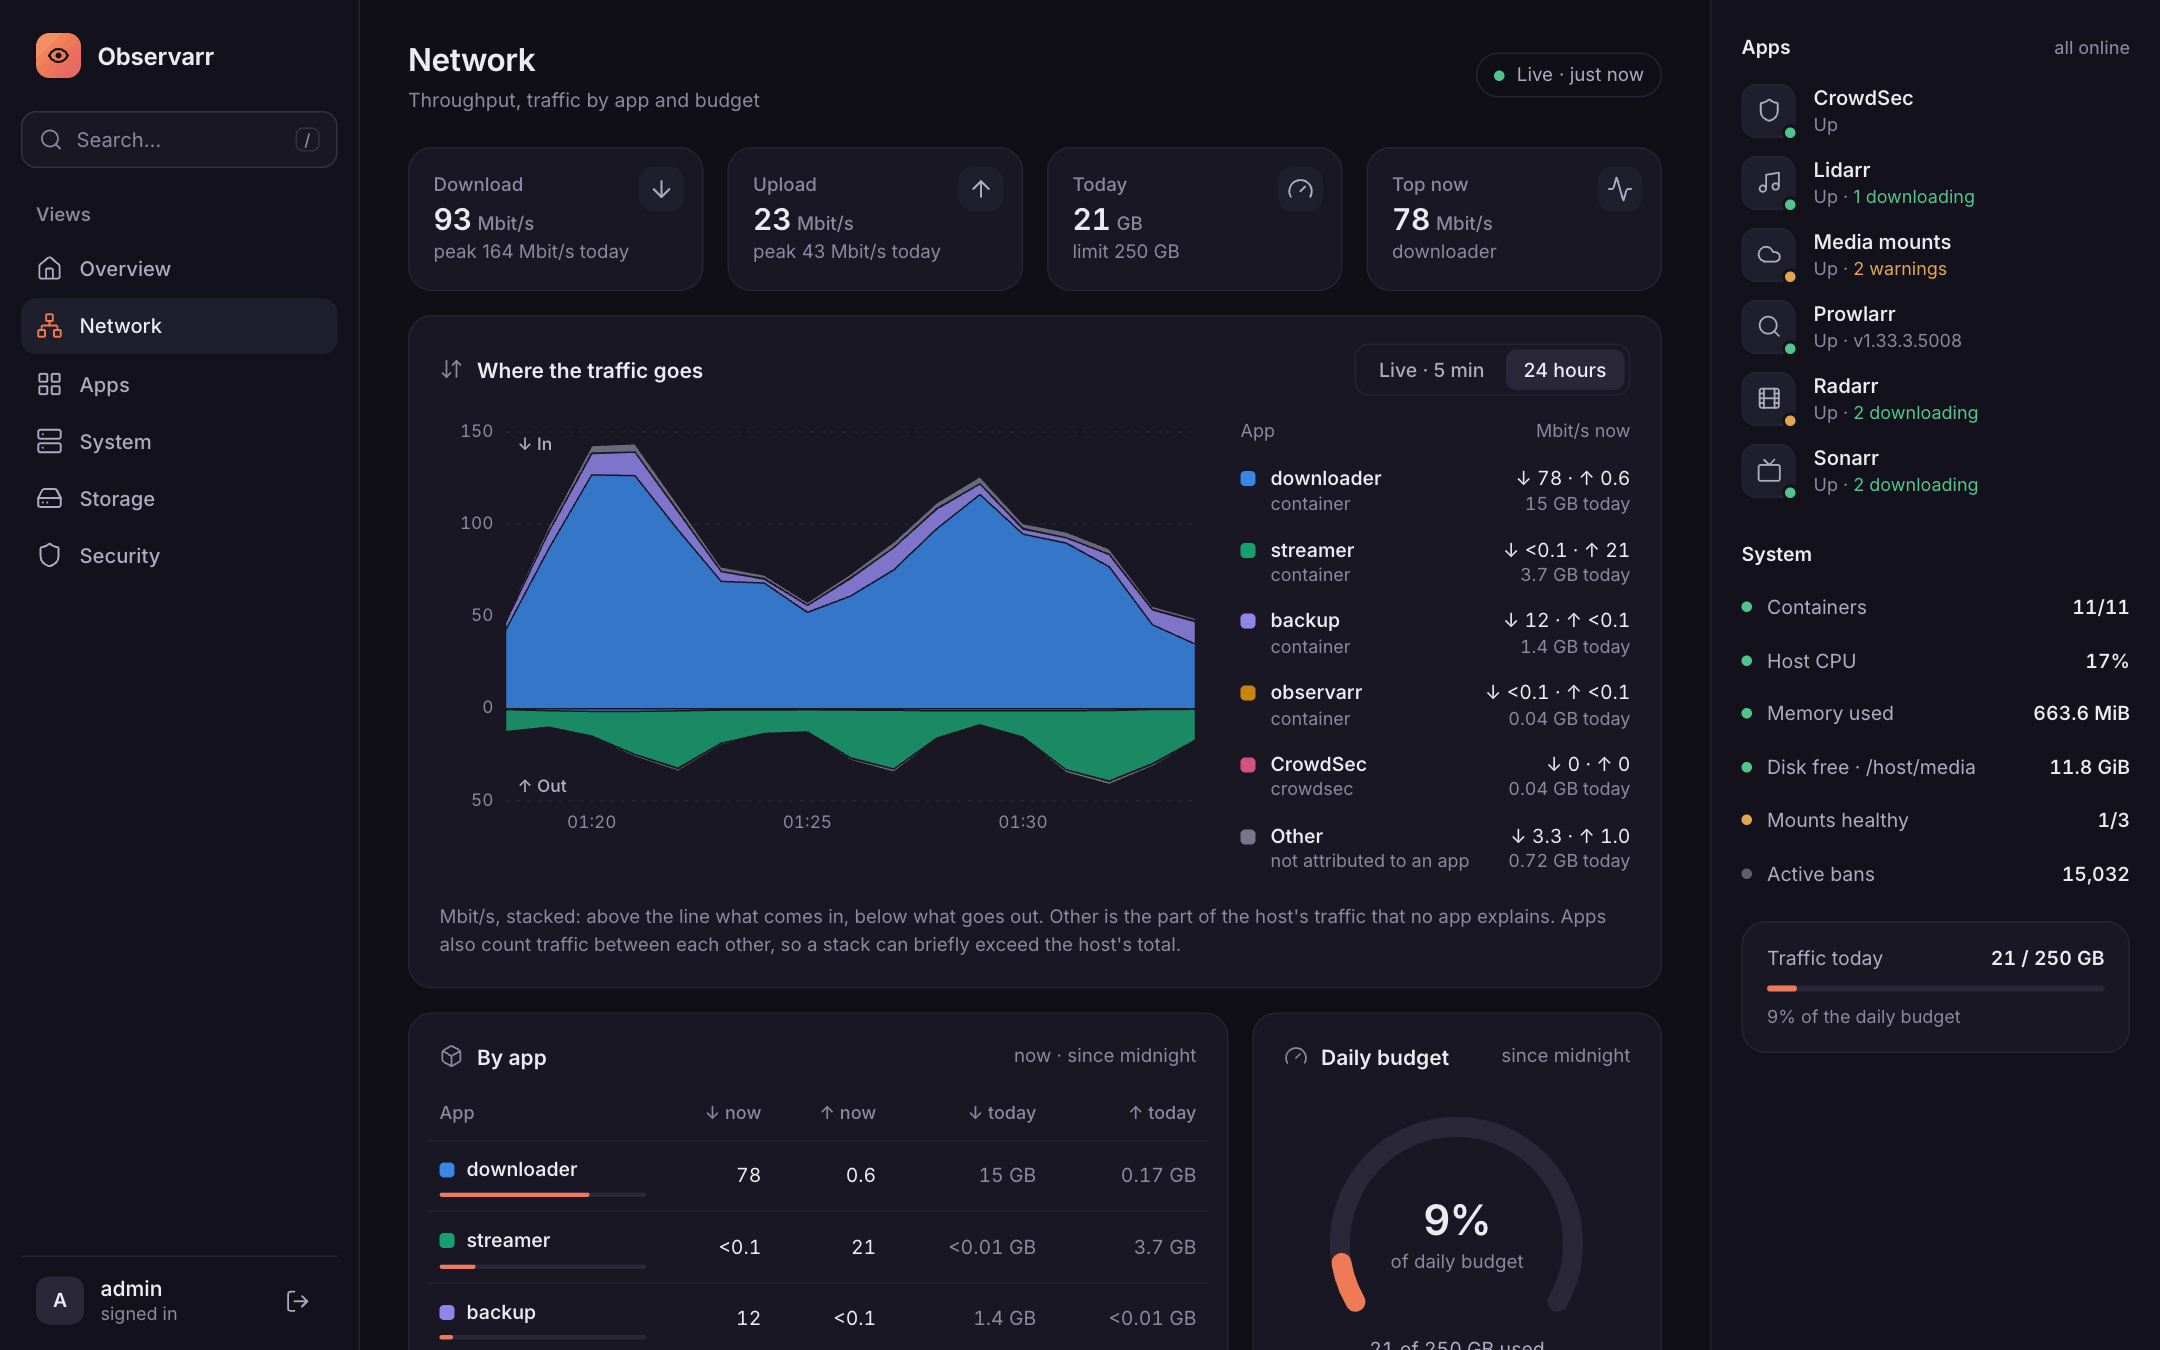 Observarr
Search...
/
Views
Overview
Network
Apps
System
Storage
Security
A
admin
signed in
Network
Throughput, traffic by app and budget
Live · just now
Download
93 Mbit/s
peak 164 Mbit/s today
Upload
23 Mbit/s
peak 43 Mbit/s today
Today
21 GB
limit 250 GB
Top now
78 Mbit/s
downloader
Where the traffic goes
Live · 5 min
24 hours
150
100
50
0
50
↓ In
↑ Out
01:20
01:25
01:30
App
Mbit/s now
downloader
↓ 78 · ↑ 0.6
container
15 GB today
streamer
↓ <0.1 · ↑ 21
container
3.7 GB today
backup
↓ 12 · ↑ <0.1
container
1.4 GB today
observarr
↓ <0.1 · ↑ <0.1
container
0.04 GB today
CrowdSec
↓ 0 · ↑ 0
crowdsec
0.04 GB today
Other
↓ 3.3 · ↑ 1.0
not attributed to an app
0.72 GB today
Mbit/s, stacked: above the line what comes in, below what goes out. Other is the part of the host's traffic that no app explains. Apps
also count traffic between each other, so a stack can briefly exceed the host's total.
By app
now · since midnight
App ↓ now ↑ now ↓ today ↑ today
downloader 78 0.6 15 GB 0.17 GB
streamer <0.1 21 <0.01 GB 3.7 GB
backup 12 <0.1 1.4 GB <0.01 GB
Daily budget
since midnight
9%
of daily budget
21 of 250 GB used
Apps
all online
CrowdSec
Up
Lidarr
Up · 1 downloading
Media mounts
Up · 2 warnings
Prowlarr
Up · v1.33.3.5008
Radarr
Up · 2 downloading
Sonarr
Up · 2 downloading
System
Containers 11/11
Host CPU 17%
Memory used 663.6 MiB
Disk free · /host/media 11.8 GiB
Mounts healthy 1/3
Active bans 15,032
Traffic today 21 / 250 GB
9% of the daily budget